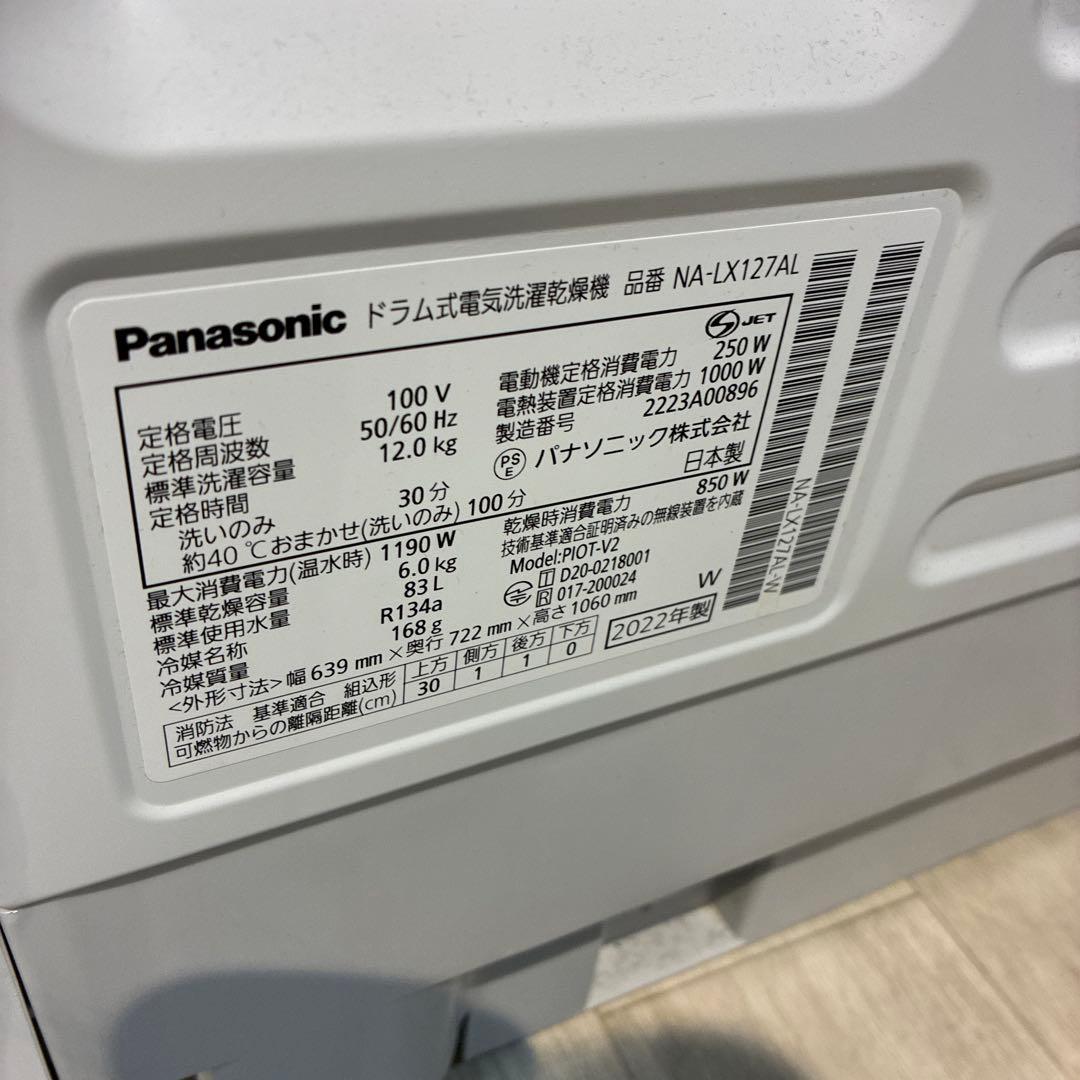 Panasonic ドラム式電気洗濯乾燥機 品番 NA-LX127AL
定格電圧 100 V
定格周波数 50/60 Hz
標準洗濯容量 12.0 kg
定格時間
洗いのみ 30 分
約40 ℃おまかせ(洗いのみ) 100 分
S JET
電動機定格消費電力 250 W
電熱装置定格消費電力 1000 W
製造番号 2223A00896
PS E パナソニック株式会社
日本製
最大消費電力(温水時) 1190 W
標準乾燥容量 6.0 kg
標準使用水量 83 L
冷媒名称 R134a
冷媒質量 168 g
<外形寸法>幅 639 mm × 奥行 722 mm × 高さ 1060 mm
乾燥時消費電力 850 W
技術基準適合証明済みの無線装置を内蔵
Model:PIOT-V2
T D20-0218001
R 017-200024
W
2022年製
消防法 基準適合 組込形
可燃物からの離隔距離(cm)
上方 側方 後方 下方
30 1 1 0
NA-LX127AL-W